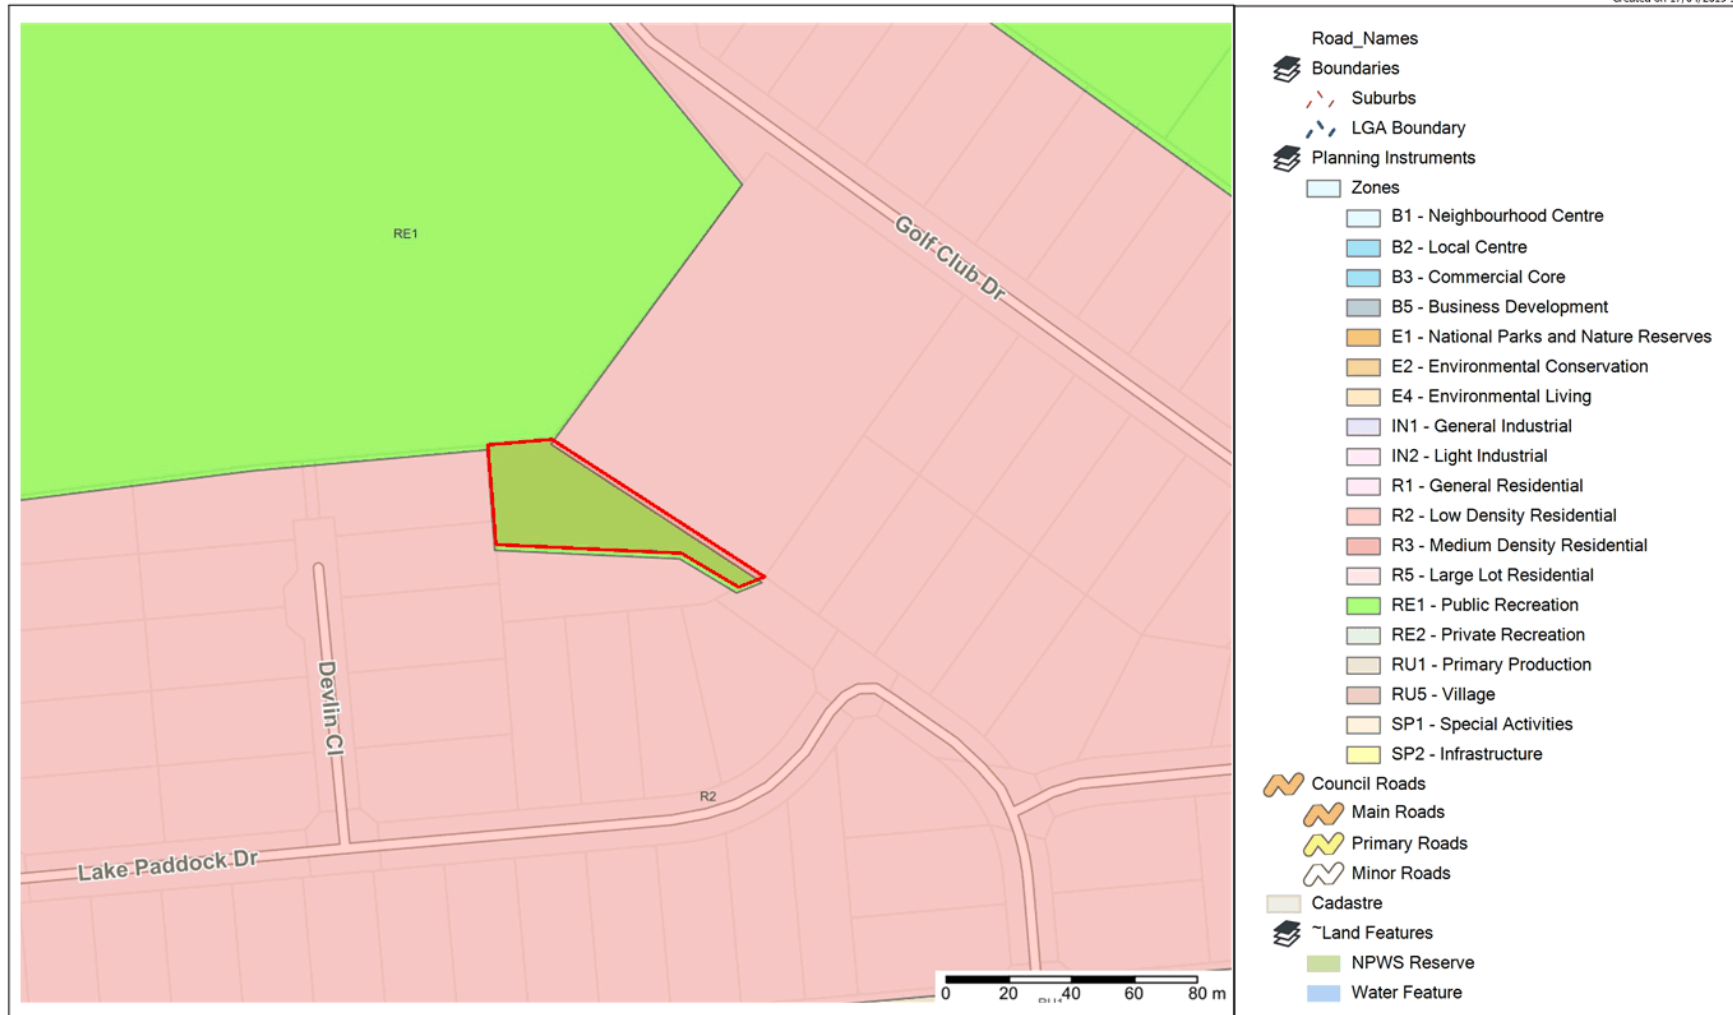 Road_Names
Boundaries
Suburbs
LGA Boundary
Planning Instruments
Zones
B1 - Neighbourhood Centre
B2 - Local Centre
B3 - Commercial Core
B5 - Business Development
E1 - National Parks and Nature Reserves
E2 - Environmental Conservation
E4 - Environmental Living
IN1 - General Industrial
IN2 - Light Industrial
R1 - General Residential
R2 - Low Density Residential
R3 - Medium Density Residential
R5 - Large Lot Residential
RE1 - Public Recreation
RE2 - Private Recreation
RU1 - Primary Production
RU5 - Village
SP1 - Special Activities
SP2 - Infrastructure
Council Roads
Main Roads
Primary Roads
Minor Roads
Cadastre
~Land Features
NPWS Reserve
Water Feature
RE1
Golf Club Dr
Devlin Cl
R2
Lake Paddock Dr
0 20 40 60 80 m